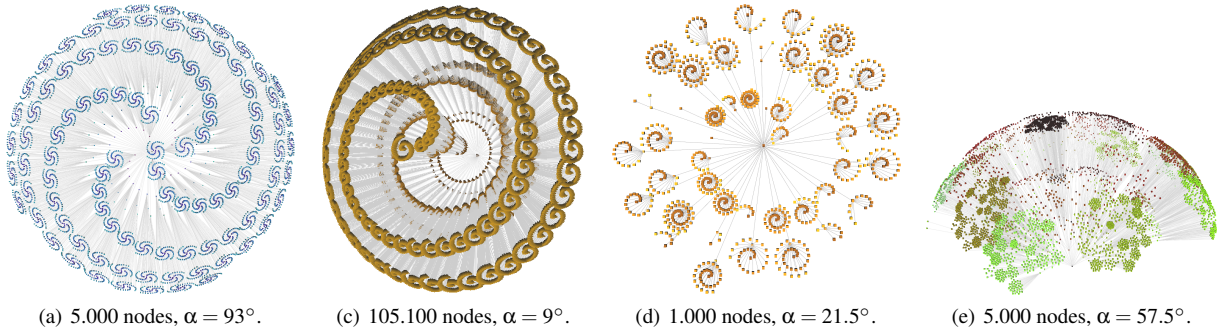 (a) 5.000 nodes, α = 93°.
(c) 105.100 nodes, α = 9°.
(d) 1.000 nodes, α = 21.5°.
(e) 5.000 nodes, α = 57.5°.